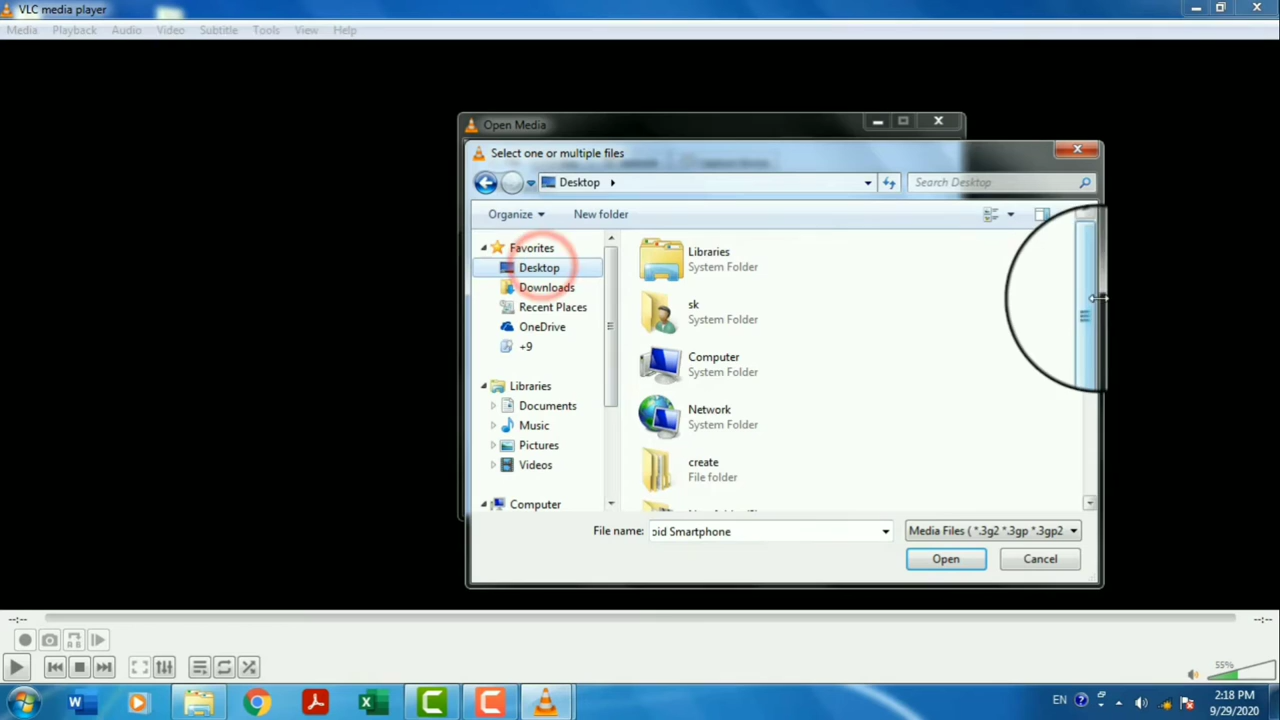 VLC media player
Media Playback Audio Video Subtitle Tools View Help
Open Media
Select one or multiple files
Desktop
Search Desktop
Organize New folder
Favorites
Desktop
Downloads
Recent Places
OneDrive
+9
Libraries
Documents
Music
Pictures
Videos
Computer
Libraries
System Folder
sk
System Folder
Computer
System Folder
Network
System Folder
create
File folder
File name: oid Smartphone
Media Files ( *.3g2 *.3gp *.3gp2
Open Cancel
--:-- --:--
55%
EN
2:18 PM
9/29/2020